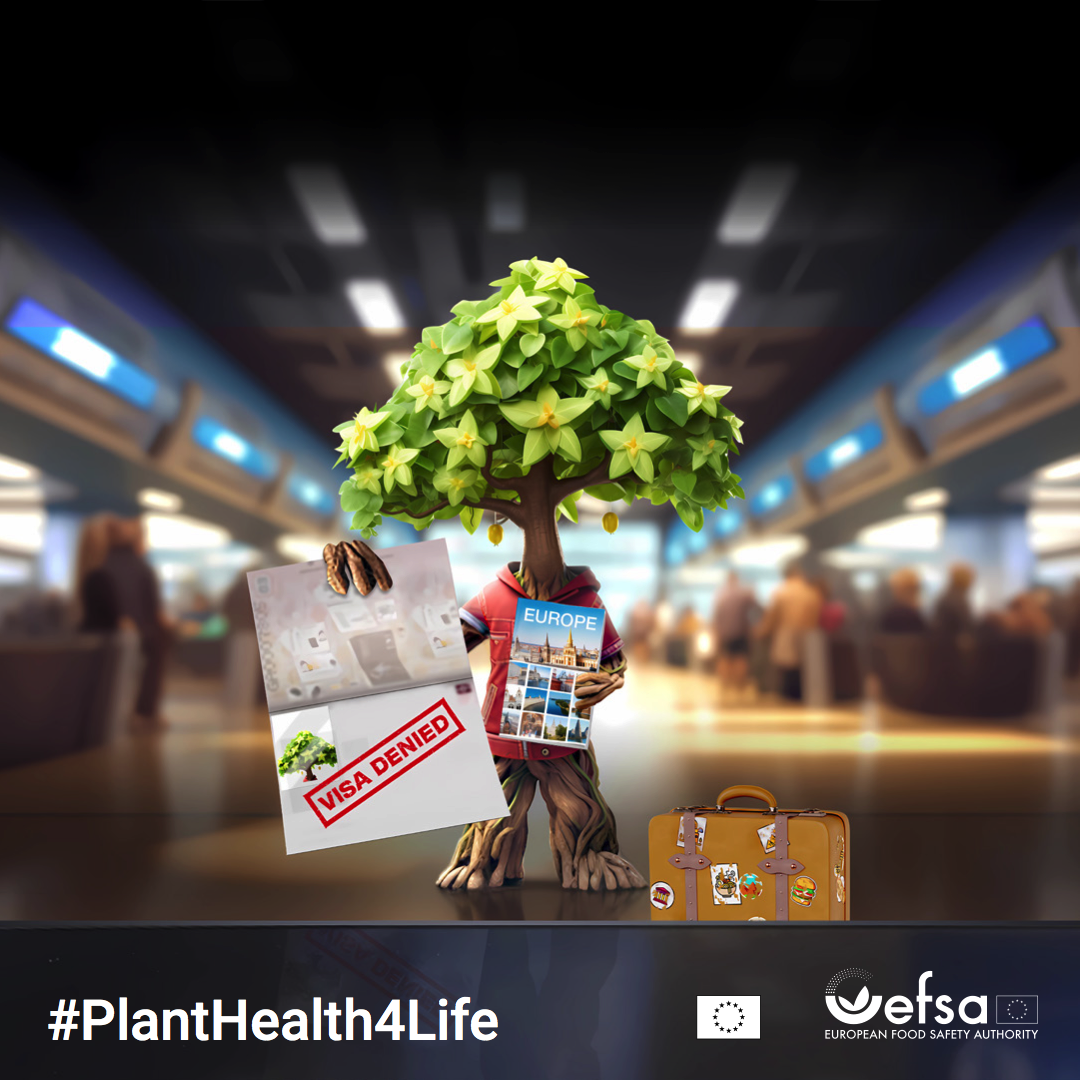 EUROPE
VISA DENIED
#PlantHealth4Life
efsa
EUROPEAN FOOD SAFETY AUTHORITY